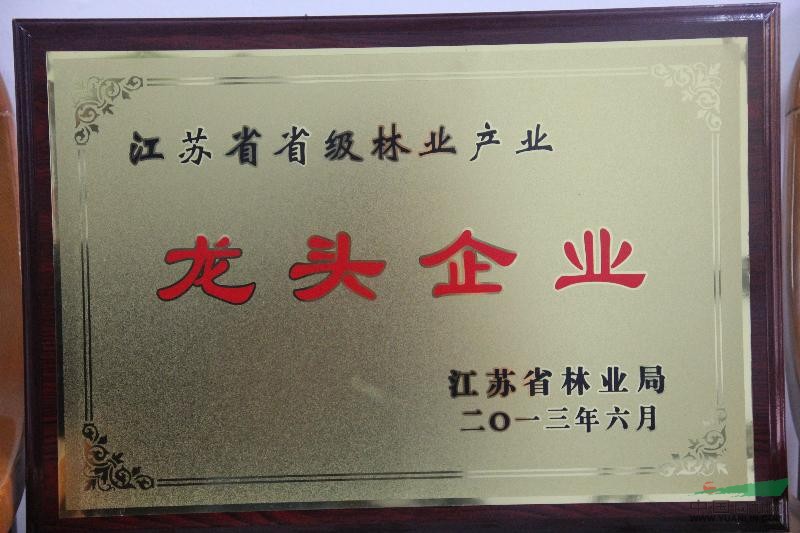 江苏省省级林业产业
龙头企业
江苏省林业局
二〇一三年六月